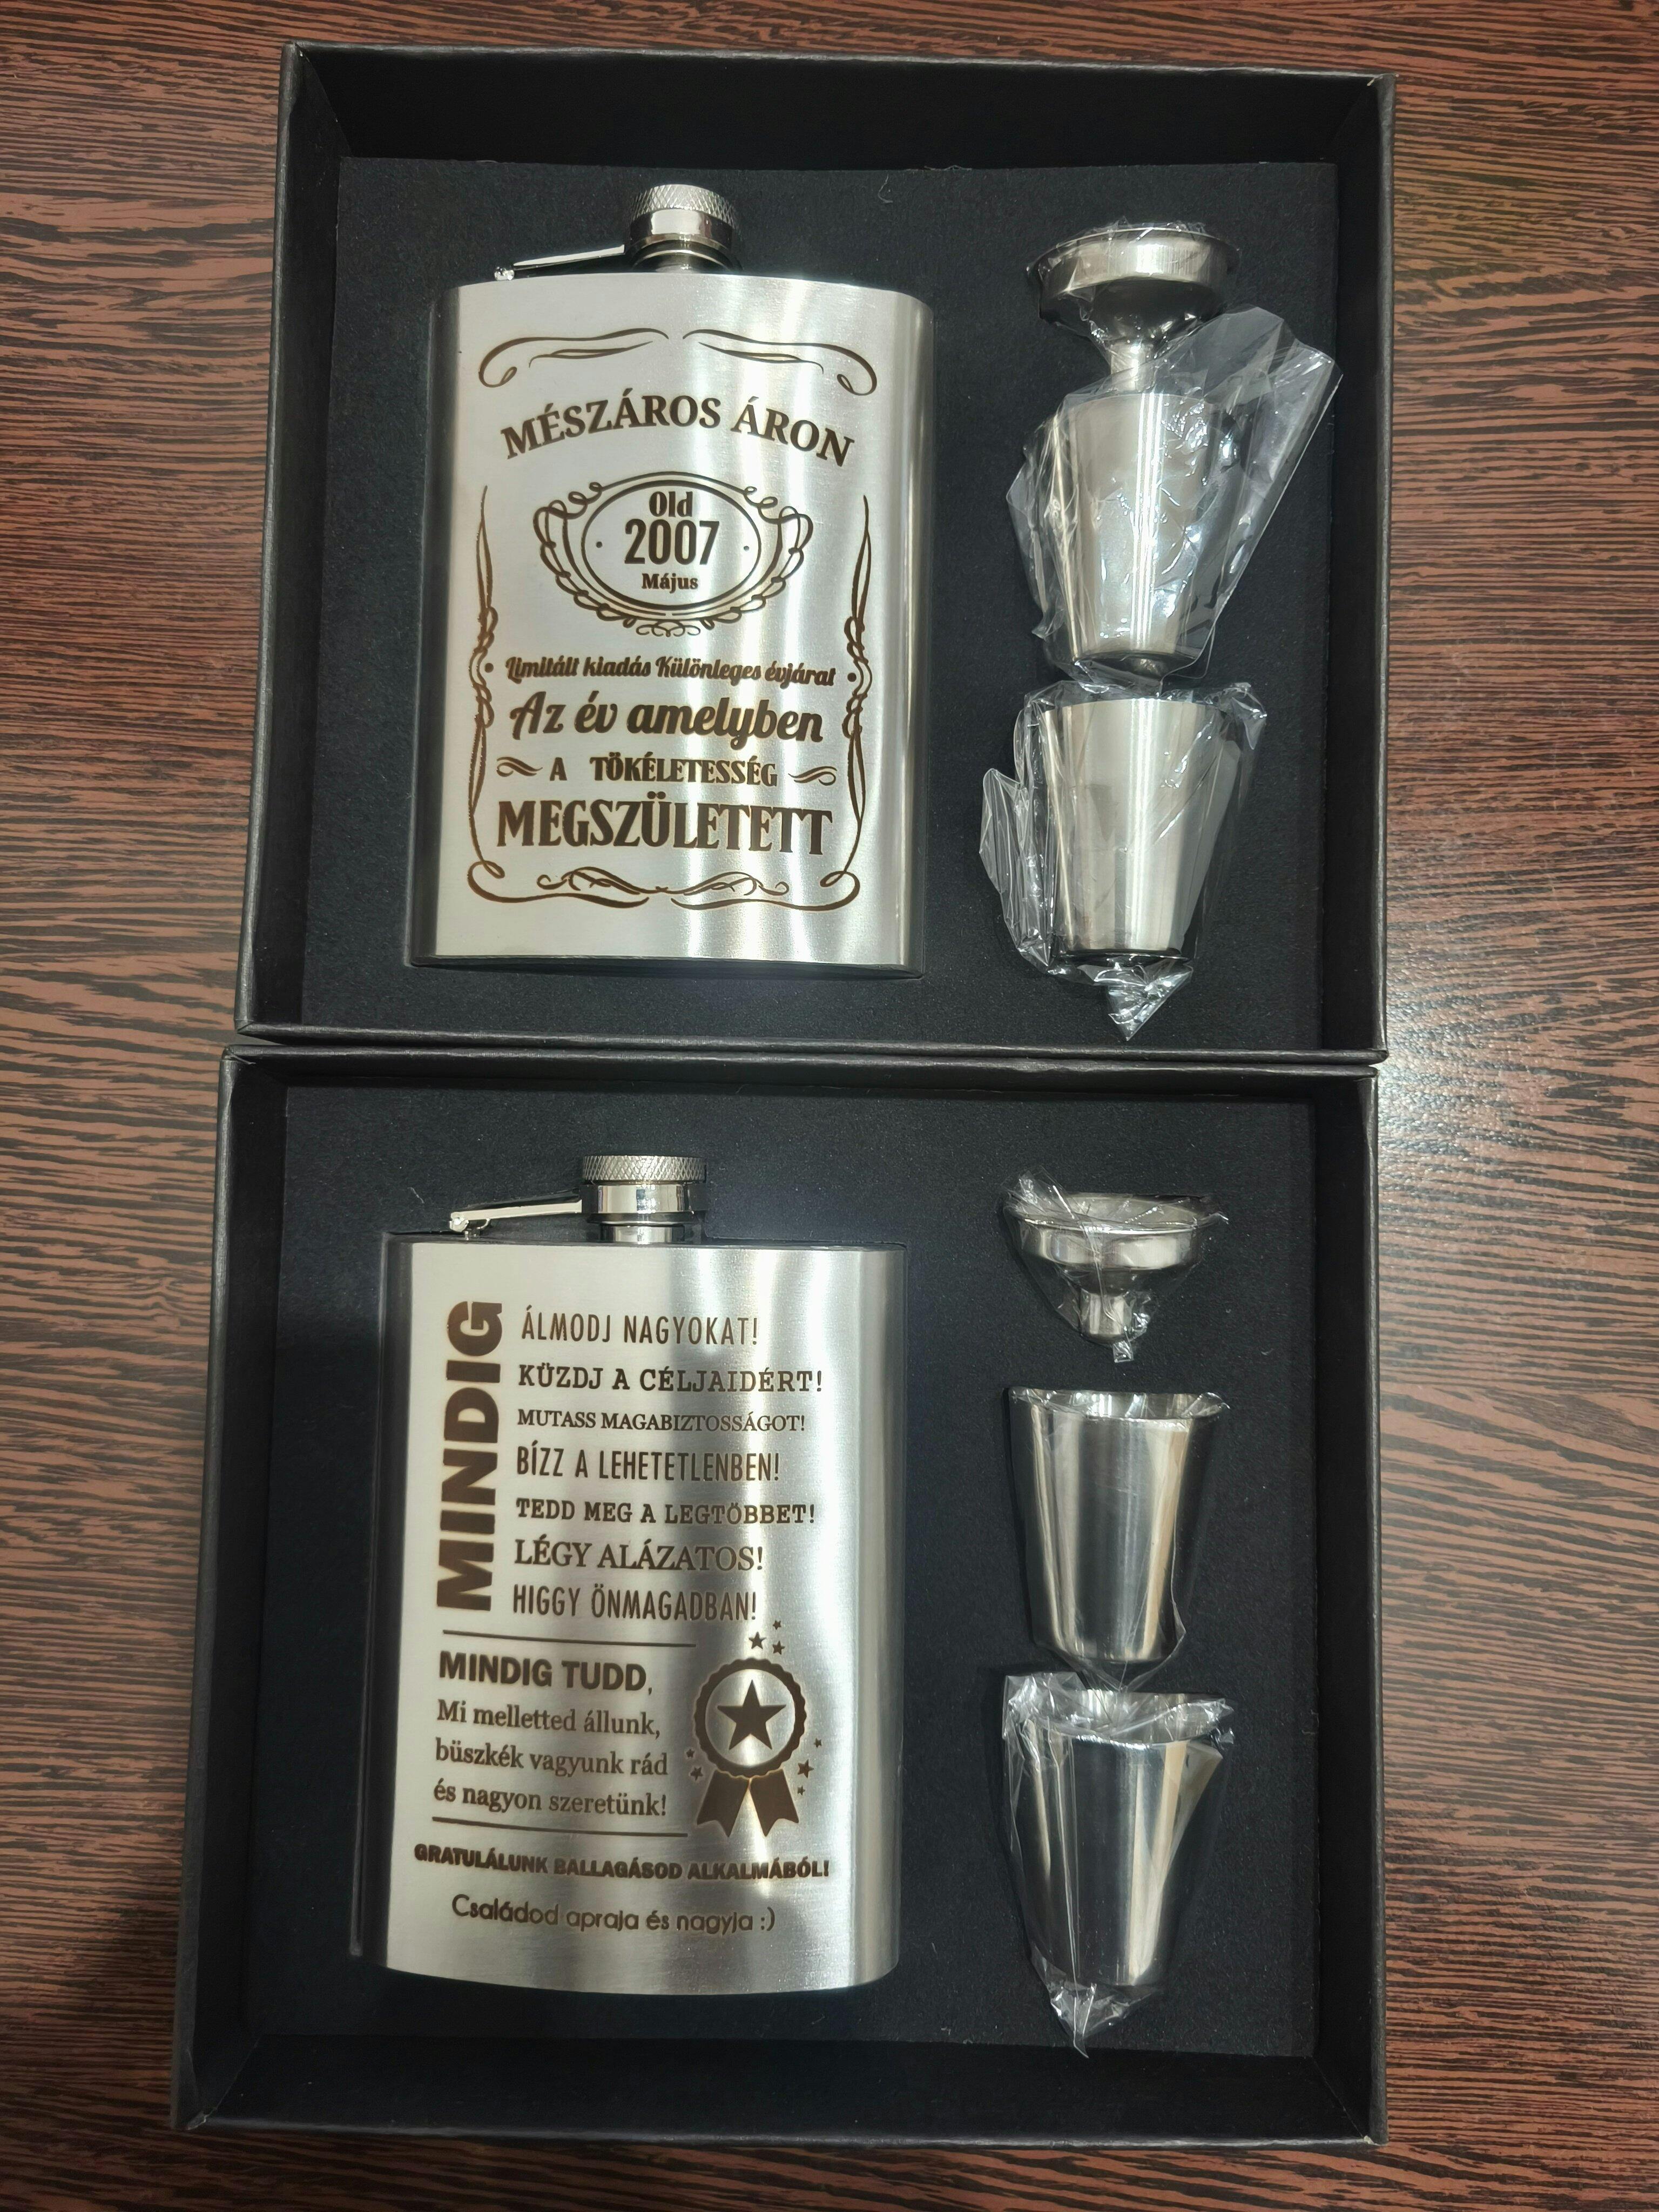 MÉSZÁROS ÁRON
Old
2007
Május
Limitált kiadás Különleges évjárat
Az év amelyben
A TÖKÉLETESSÉG
MEGSZÜLETETT
MINDIG
ÁLMODJ NAGYOKAT!
KÜZDJ A CÉLJAIDÉRT!
MUTASS MAGABIZTOSSÁGOT!
BÍZZ A LEHETETLENBEN!
TEDD MEG A LEGTÖBBET!
LÉGY ALÁZATOS!
HIGGY ÖNMAGADBAN!
MINDIG TUDD,
Mi melletted állunk,
büszkék vagyunk rád
és nagyon szeretünk!
GRATULÁLUNK BALLAGÁSOD ALKALMÁBÓL!
Családod apraja és nagyja :)